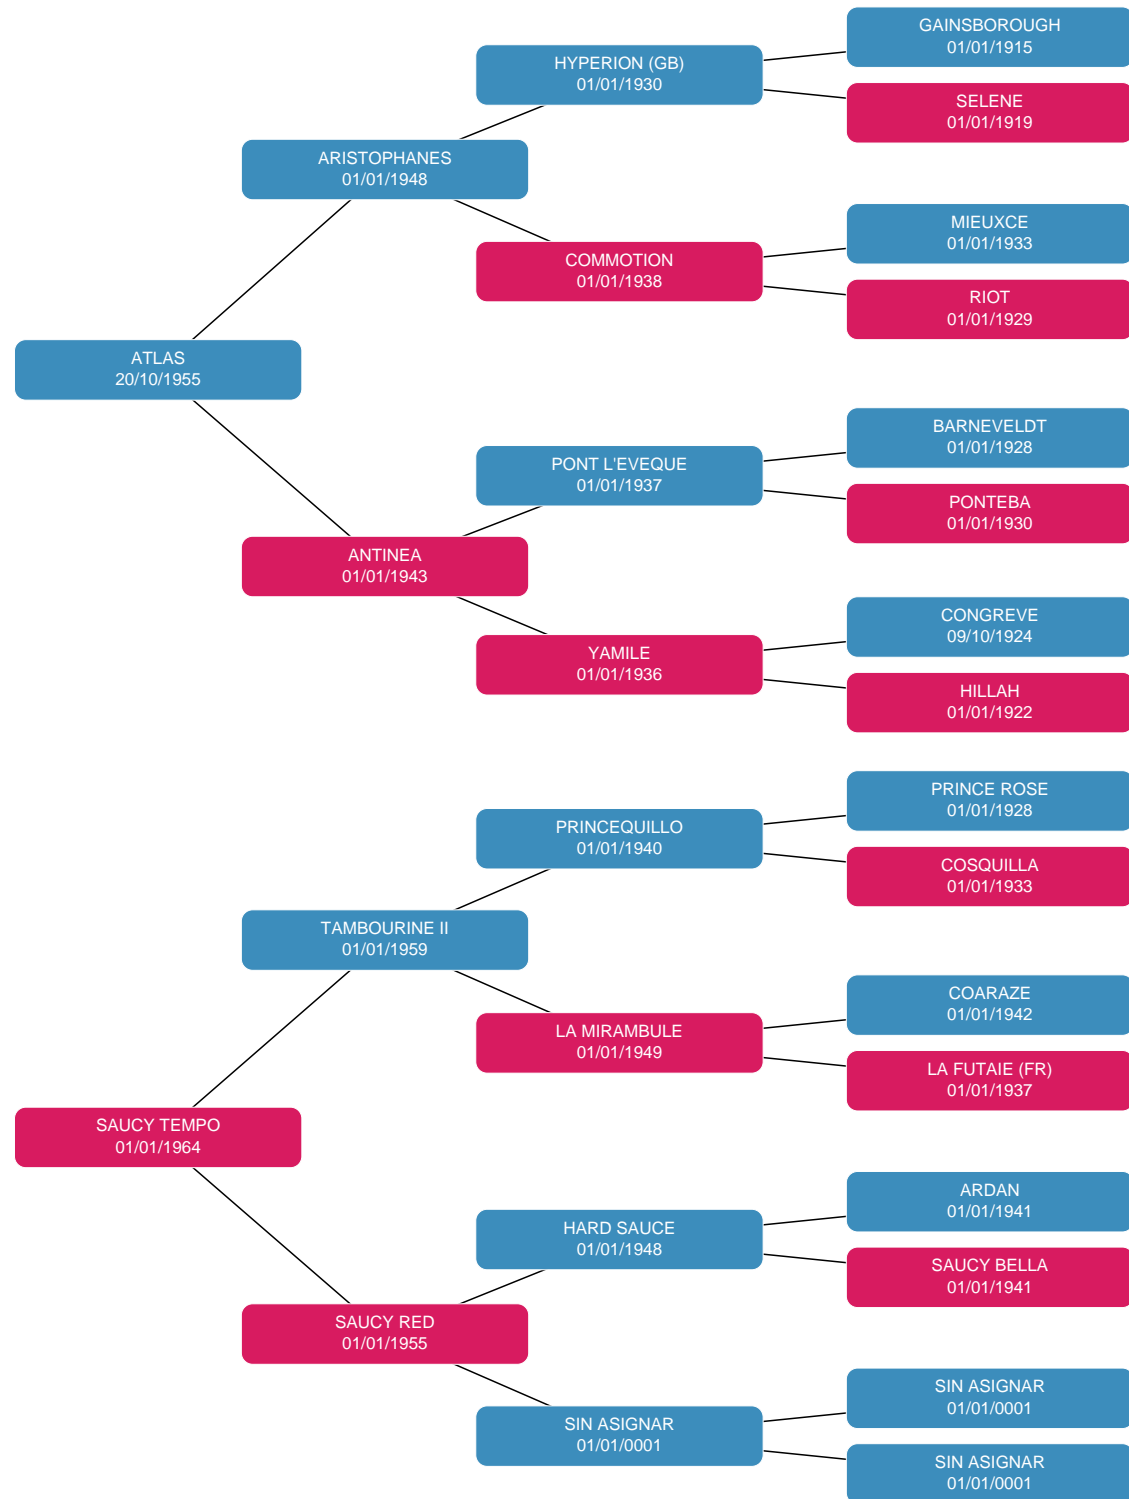 GAINSBOROUGH
01/01/1915
HYPERION (GB)
01/01/1930
SELENE
01/01/1919
ARISTOPHANES
01/01/1948
MIEUXCE
01/01/1933
COMMOTION
01/01/1938
RIOT
01/01/1929
ATLAS
20/10/1955
BARNEVELDT
01/01/1928
PONT L'EVEQUE
01/01/1937
PONTEBA
01/01/1930
ANTINEA
01/01/1943
CONGREVE
09/10/1924
YAMILE
01/01/1936
HILLAH
01/01/1922
PRINCE ROSE
01/01/1928
PRINCEQUILLO
01/01/1940
COSQUILLA
01/01/1933
TAMBOURINE II
01/01/1959
COARAZE
01/01/1942
LA MIRAMBULE
01/01/1949
LA FUTAIE (FR)
01/01/1937
SAUCY TEMPO
01/01/1964
ARDAN
01/01/1941
HARD SAUCE
01/01/1948
SAUCY BELLA
01/01/1941
SAUCY RED
01/01/1955
SIN ASIGNAR
01/01/0001
SIN ASIGNAR
01/01/0001
SIN ASIGNAR
01/01/0001